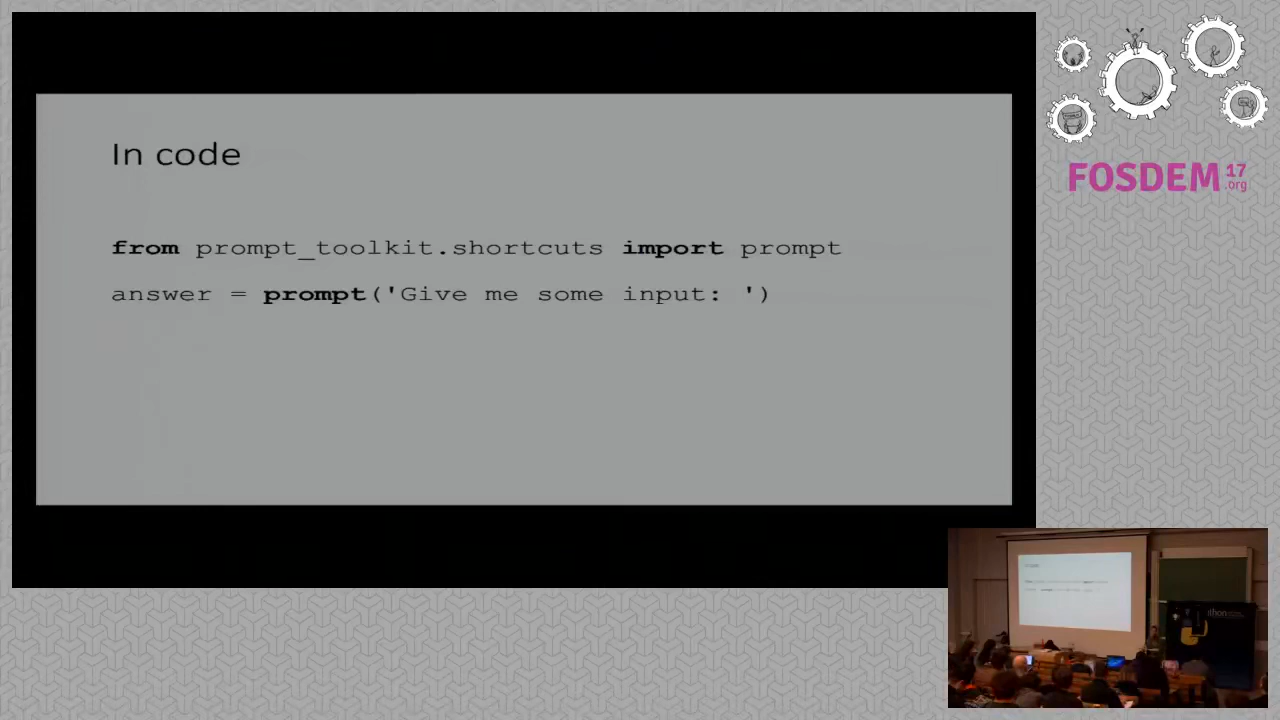 In code
from prompt_toolkit.shortcuts import prompt
answer = prompt('Give me some input: ')
FOSDEM 17
.org